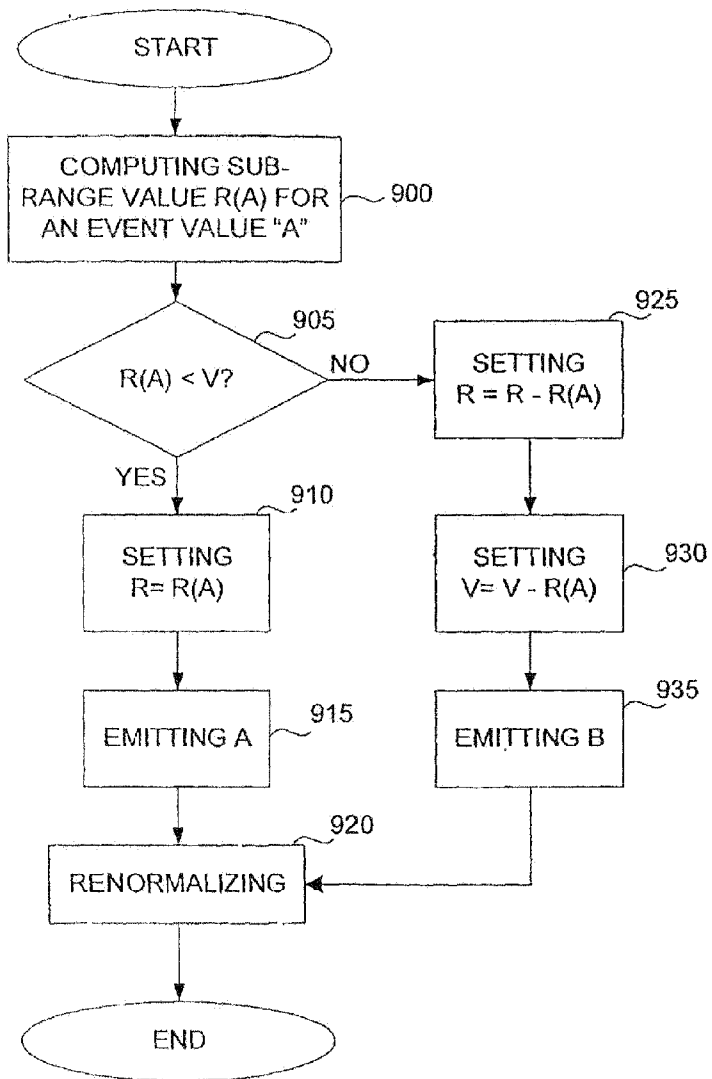 START
COMPUTING SUB-
RANGE VALUE R(A) FOR
AN EVENT VALUE "A"
900
905
R(A) < V?
NO
YES
925
SETTING
R = R - R(A)
910
SETTING
R= R(A)
SETTING
V= V - R(A)
930
EMITTING A
915
EMITTING B
935
920
RENORMALIZING
END